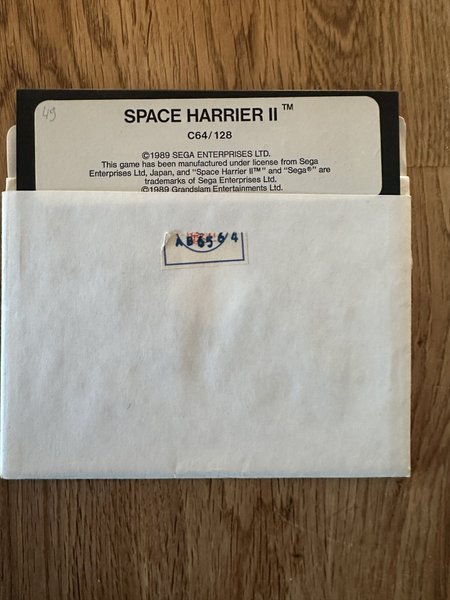 49
SPACE HARRIER II™
C64/128
©1989 SEGA ENTERPRISES LTD.
This game has been manufactured under license from Sega
Enterprises Ltd, Japan, and "Space Harrier II™" and "Sega®" are
trademarks of Sega Enterprises Ltd.
©1989 Grandslam Entertainments Ltd.
AB6564